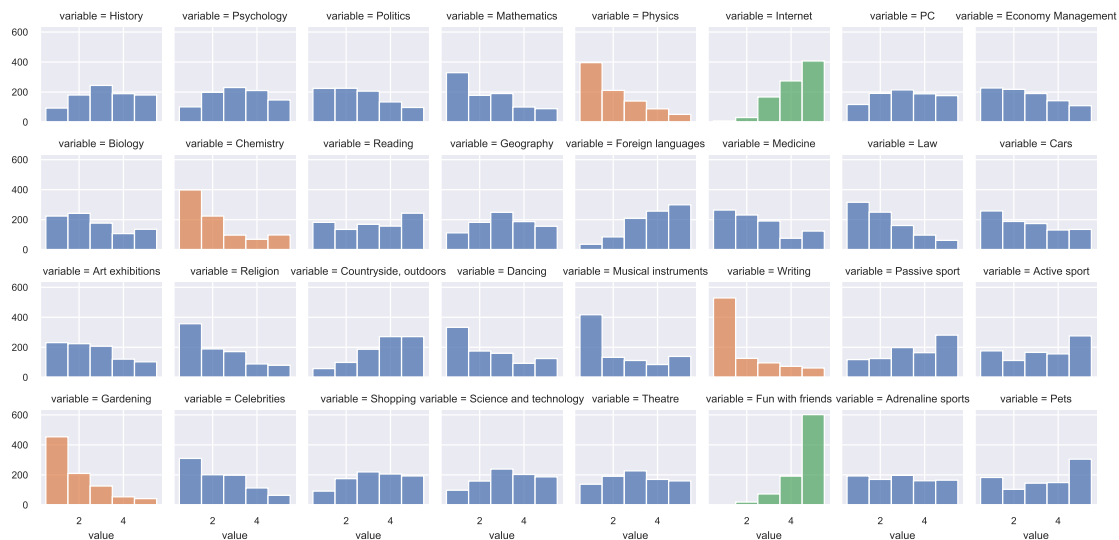 variable = History variable = Psychology variable = Politics variable = Mathematics variable = Physics variable = Internet variable = PC variable = Economy Management
600
400
200
0
variable = Biology variable = Chemistry variable = Reading variable = Geography variable = Foreign languages variable = Medicine variable = Law variable = Cars
600
400
200
0
variable = Art exhibitions variable = Religion variable = Countryside, outdoors variable = Dancing variable = Musical instruments variable = Writing variable = Passive sport variable = Active sport
600
400
200
0
variable = Gardening variable = Celebrities variable = Shopping variable = Science and technology variable = Theatre variable = Fun with friends variable = Adrenaline sports variable = Pets
600
400
200
0
2 4 2 4 2 4 2 4 2 4 2 4 2 4 2 4
value value value value value value value value